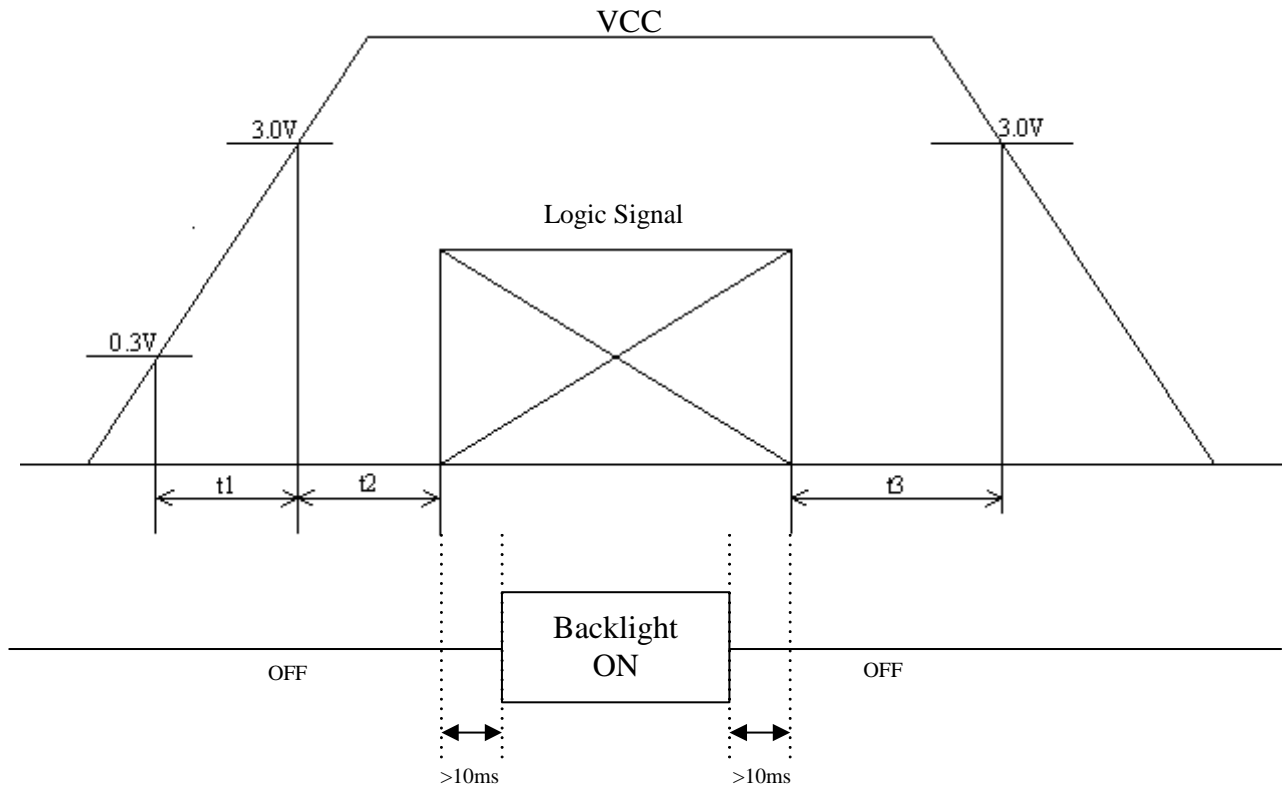 VCC
3.0V
3.0V
Logic Signal
0.3V
t1
t2
t3
Backlight
ON
OFF
OFF
>10ms
>10ms